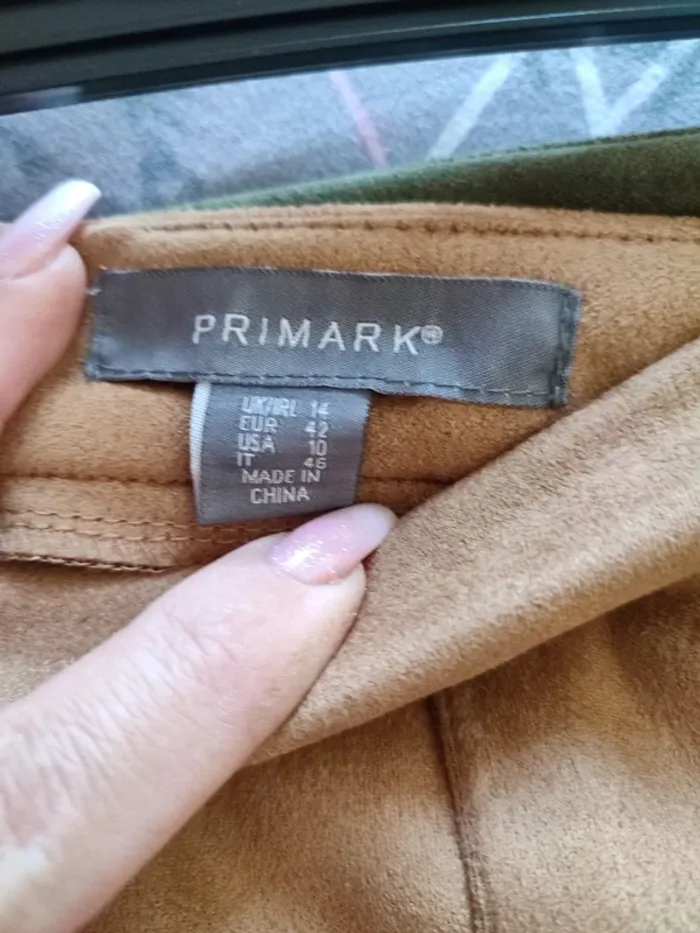 PRIMARK®
UK/IRL 14
EUR 42
USA 10
IT 46
MADE IN
CHINA